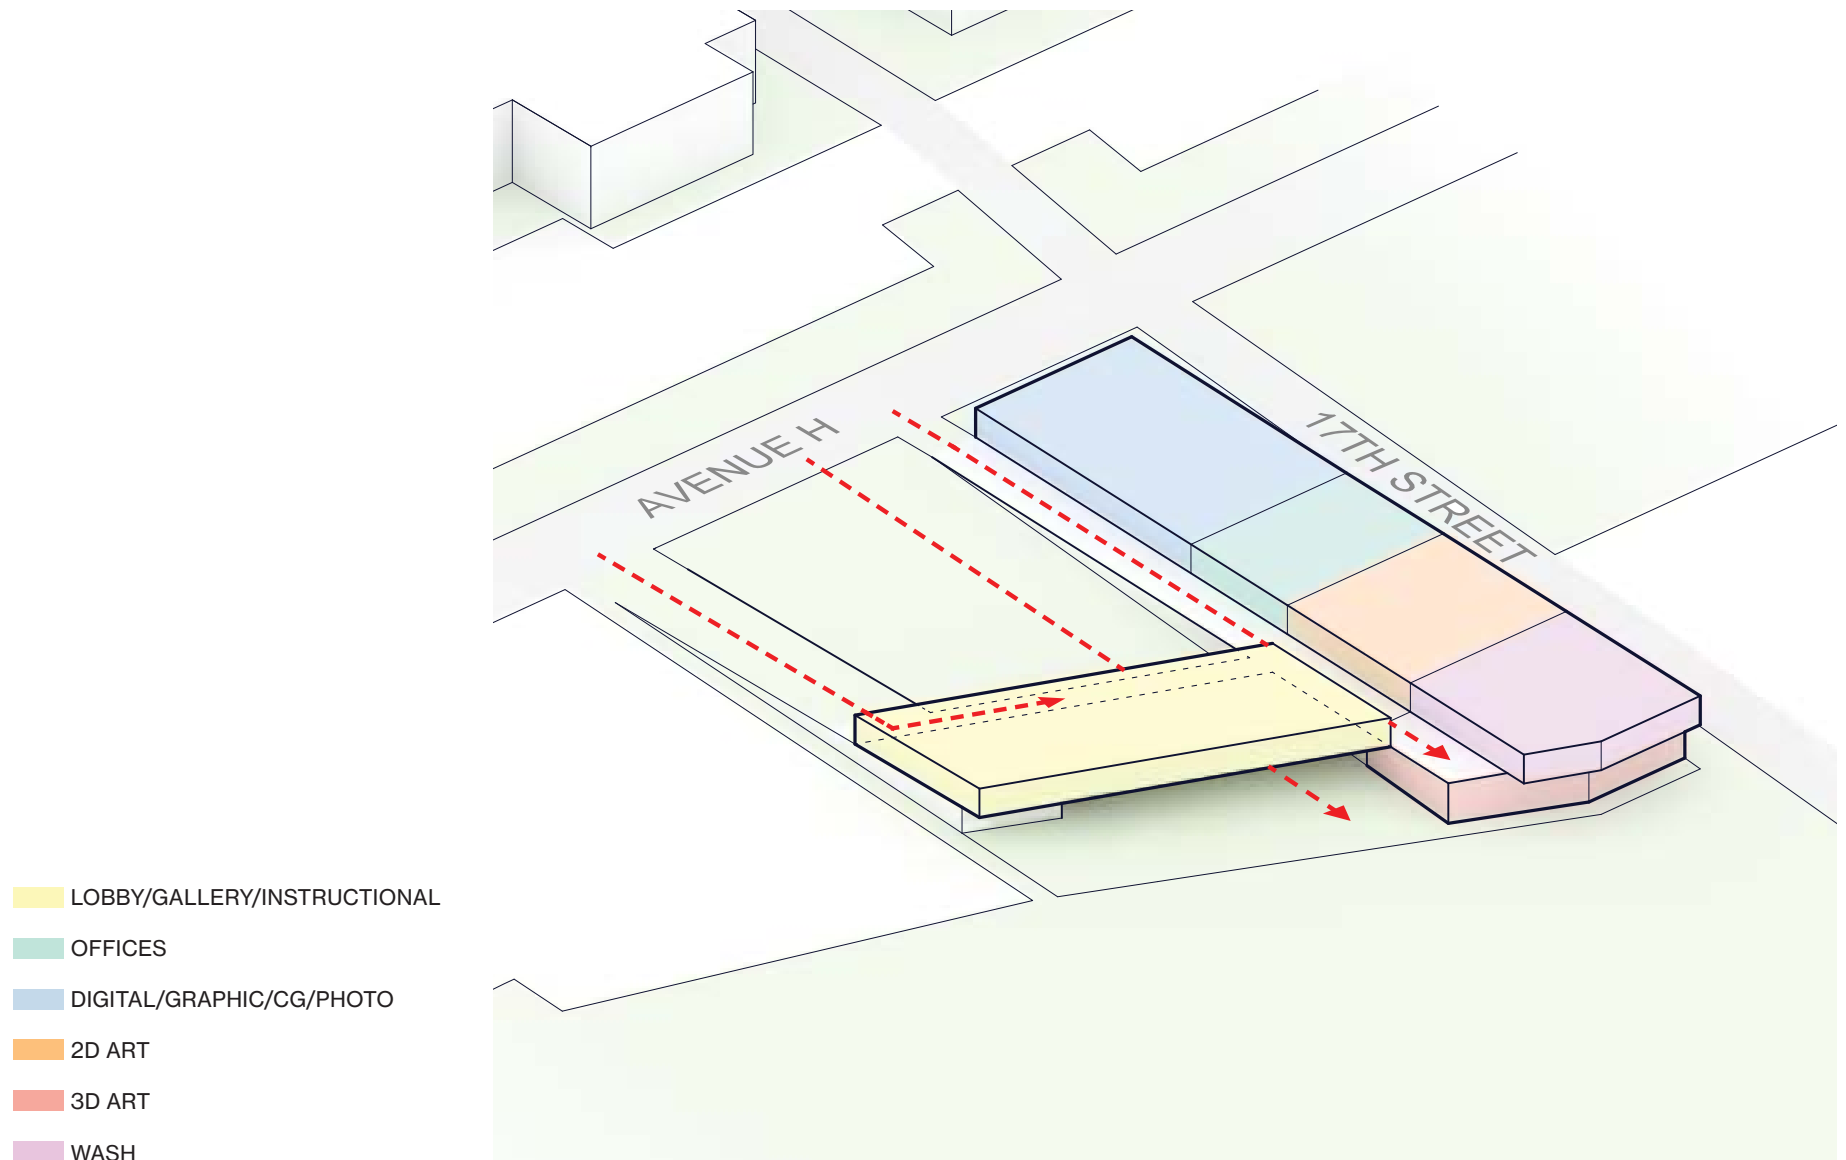 AVENUE H
17TH STREET
LOBBY/GALLERY/INSTRUCTIONAL
OFFICES
DIGITAL/GRAPHIC/CG/PHOTO
2D ART
3D ART
WASH